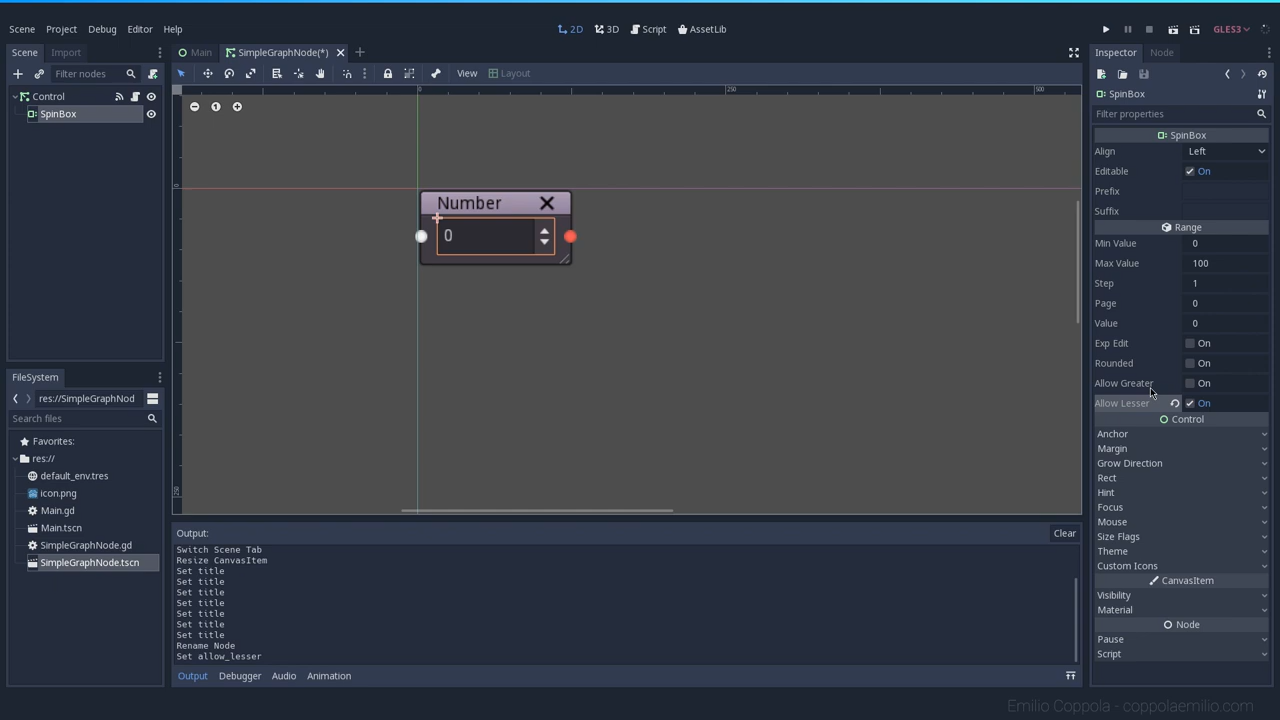 Scene Project Debug Editor Help
2D 3D Script AssetLib
GLES3
Scene Import
Filter nodes
Control
SpinBox
FileSystem
res://SimpleGraphNod
Search files
Favorites:
res://
default_env.tres
icon.png
Main.gd
Main.tscn
SimpleGraphNode.gd
SimpleGraphNode.tscn
Main SimpleGraphNode(*)
View Layout
0 250 500
0
250
Number
0
Output:
Clear
Switch Scene Tab
Resize CanvasItem
Set title
Set title
Set title
Set title
Set title
Set title
Set title
Rename Node
Set allow_lesser
Output Debugger Audio Animation
Inspector Node
SpinBox
Filter properties
SpinBox
Align Left
Editable On
Prefix
Suffix
Range
Min Value 0
Max Value 100
Step 1
Page 0
Value 0
Exp Edit On
Rounded On
Allow Greater On
Allow Lesser On
Control
Anchor
Margin
Grow Direction
Rect
Hint
Focus
Mouse
Size Flags
Theme
Custom Icons
CanvasItem
Visibility
Material
Node
Pause
Script
Emilio Coppola - coppolaemilio.com